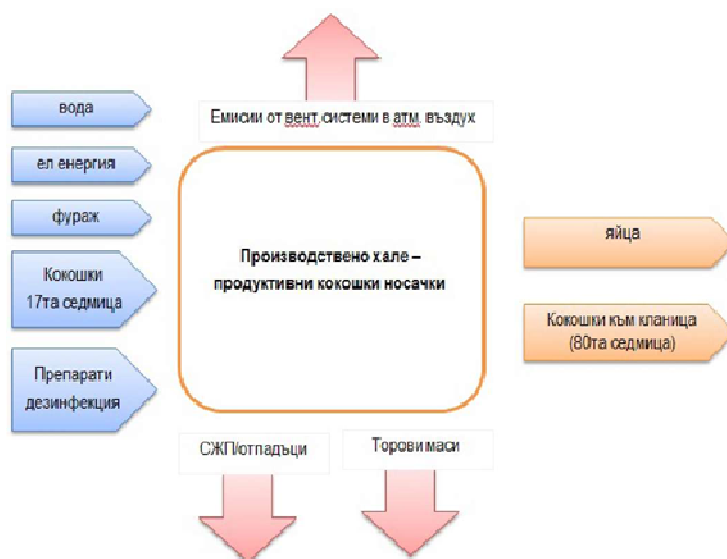 Емисии от вент.системи в атм. въздух
вода
ел енергия
фураж
Кокошки
17та седмица
Препарати
дезинфекция
Производствено хале –
продуктивни кокошки носачки
яйца
Кокошки към кланица
(80та седмица)
СЖП/отпадъци
Торови маси